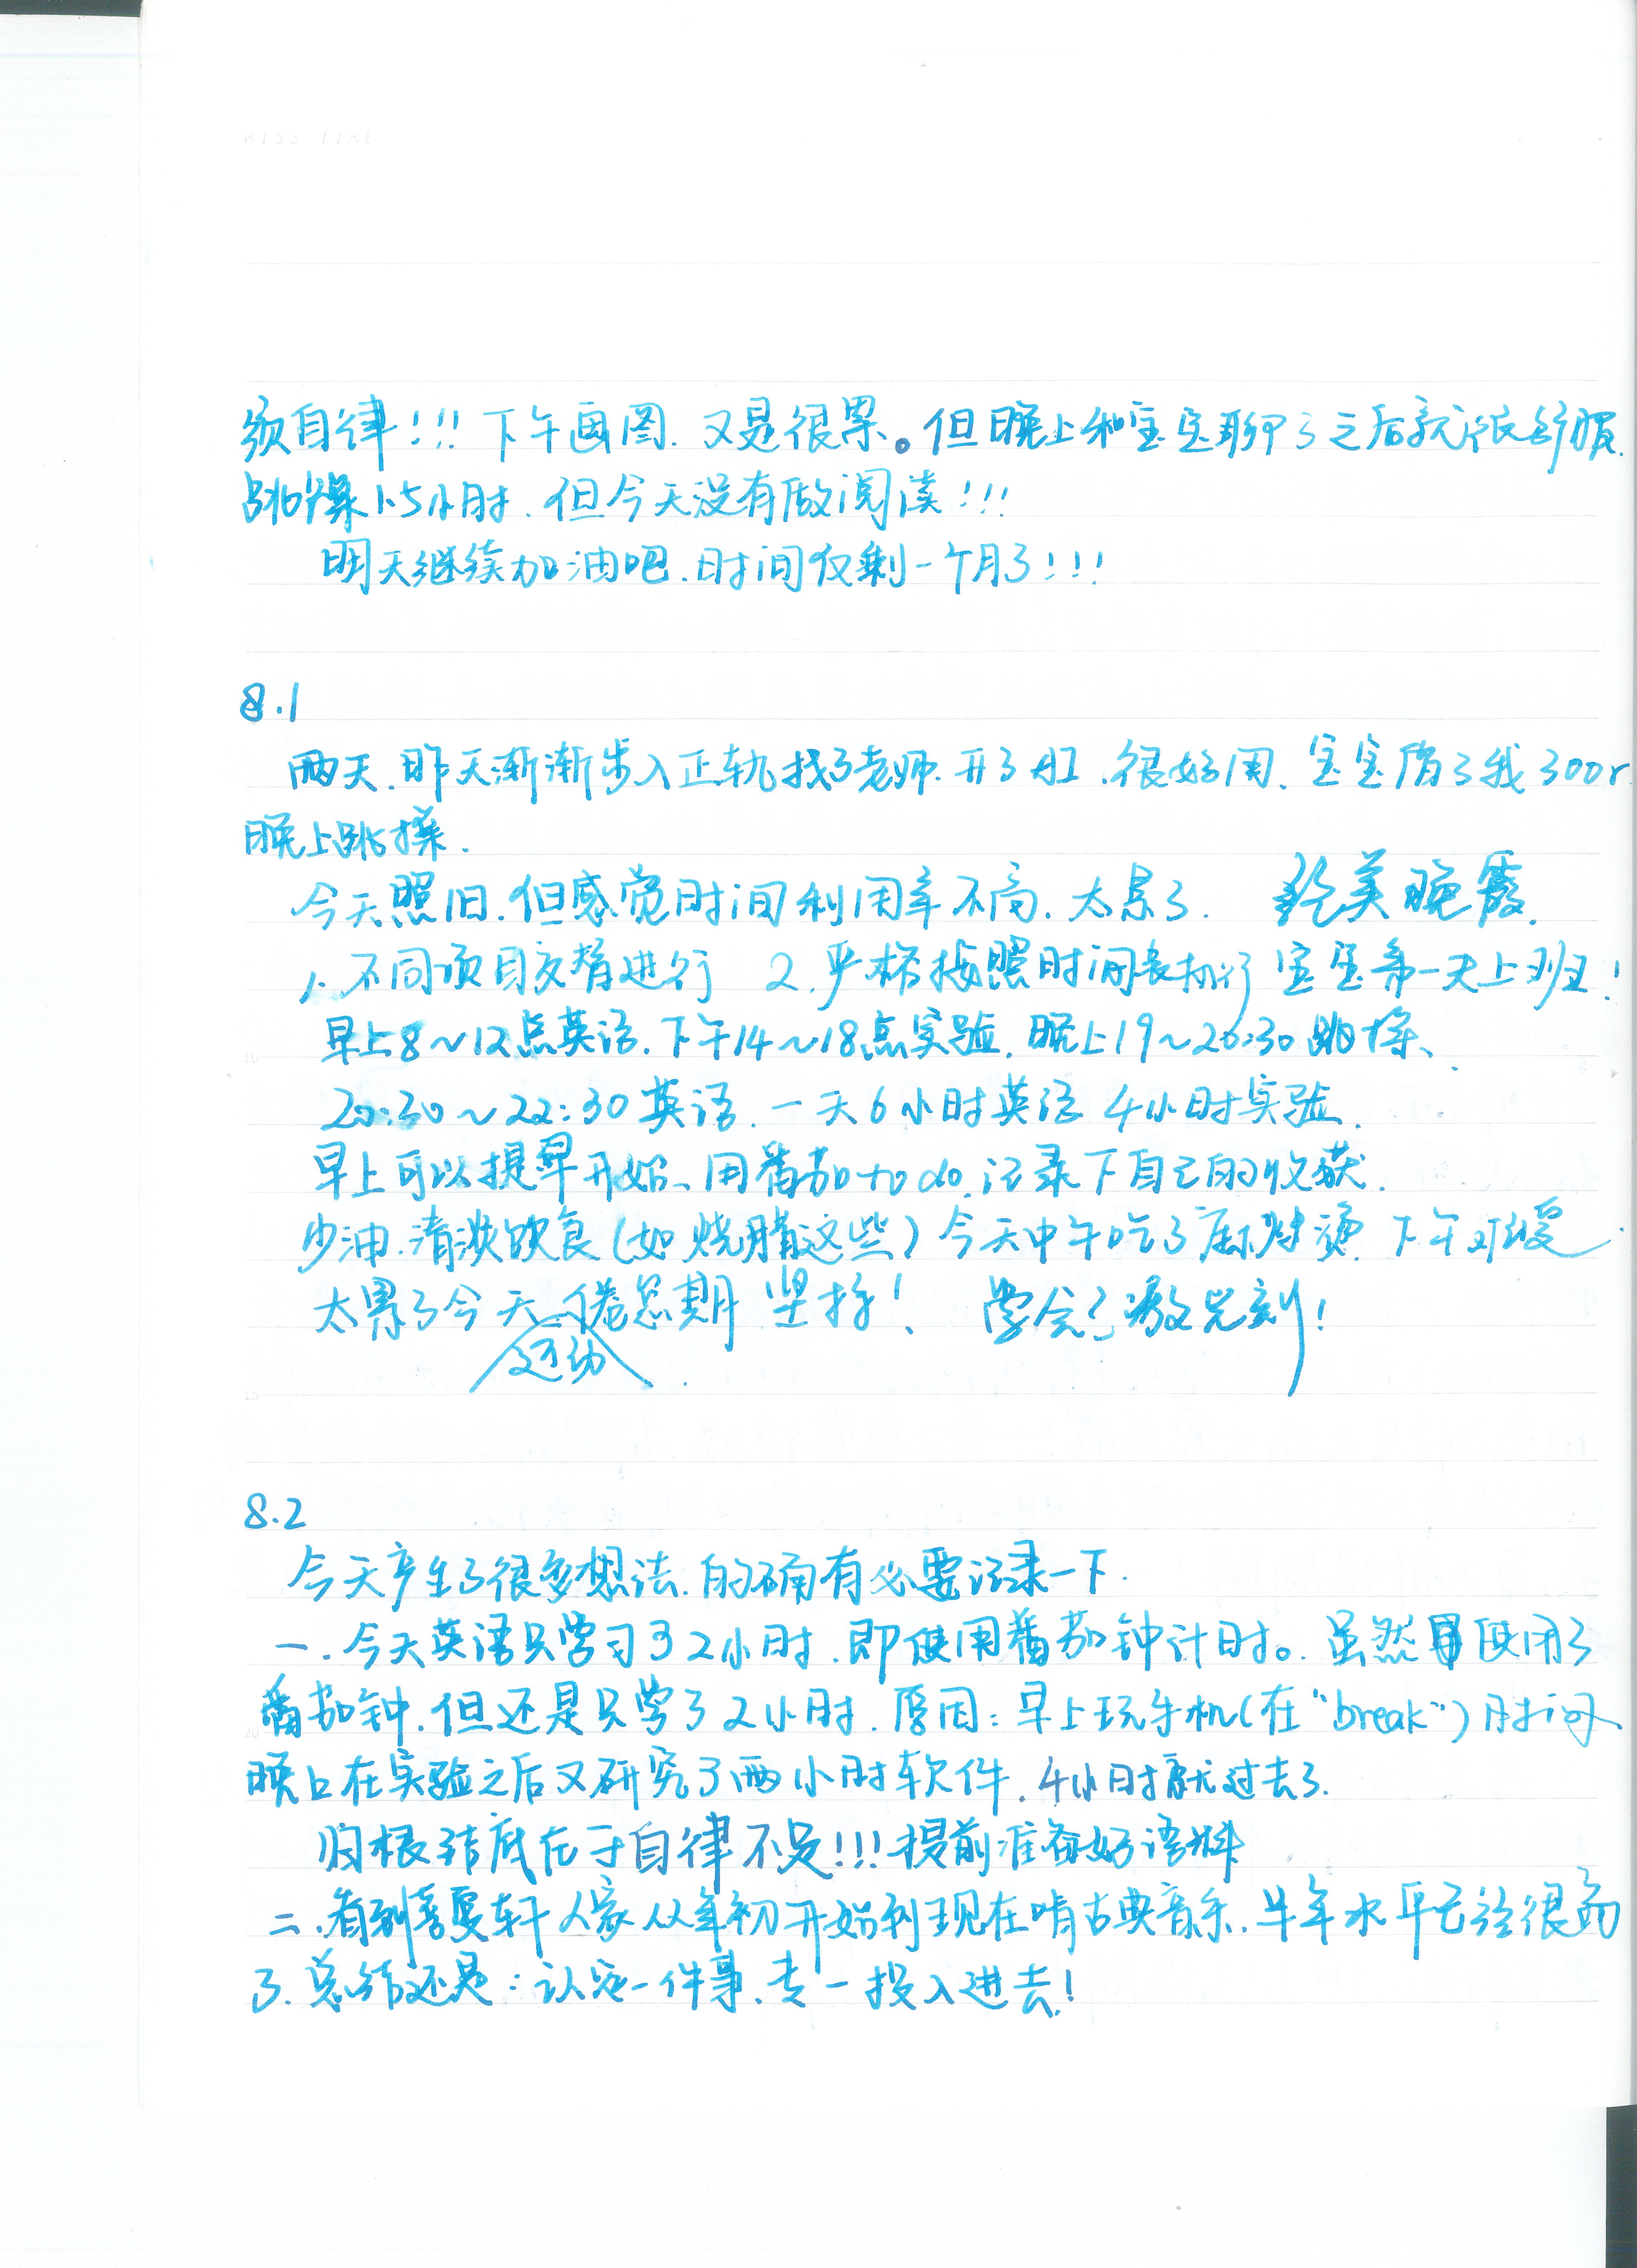 须自律!!! 下午画图. 又是很累。但晚上和宝宝聊了之后就很舒服.
跳操1.5小时. 但今天没有做阅读!!!
明天继续加油吧. 时间仅剩一个月了!!!
8.1
两天. 昨天渐渐步入正轨找了老师. 开了 很好用. 宝宝 了我300r
晚上跳操.
今天照旧. 但感觉时间利用率不高. 太累了. 绝美晚霞.
1. 不同项目交替进行 2. 严格按照时间表执行 宝宝第一天上班!
早上8~12点英语. 下午14~18点实验. 晚上19~20:30跳操、
20:30~22:30英语. 一天6小时英语 4小时实验.
早上可以提早开始、用番茄to do. 记录下自己的收获.
少油. 清淡饮食(如烧腊这些) 今天中午吃了麻辣烫. 下午
太累了今天. 倦怠期 坚持! 学会了激光刻!
运动
8.2
今天产生了很多想法. 的确有必要记录一下.
一. 今天英语只学习了2小时. 即使用番茄钟计时。虽然 使用了
番茄钟. 但还是只学了2小时. 原因: 早上玩手机(在"break")时间、
晚上在实验之后又研究了两小时软件. 4小时就过去了.
归根结底在于自律不足!!! 提前准备好语料
二. 看到 夏轩人家从年初开始到现在啃古典音乐. 半年水平已经很高
了. 总结还是: 认定一件事. 专一投入进去!